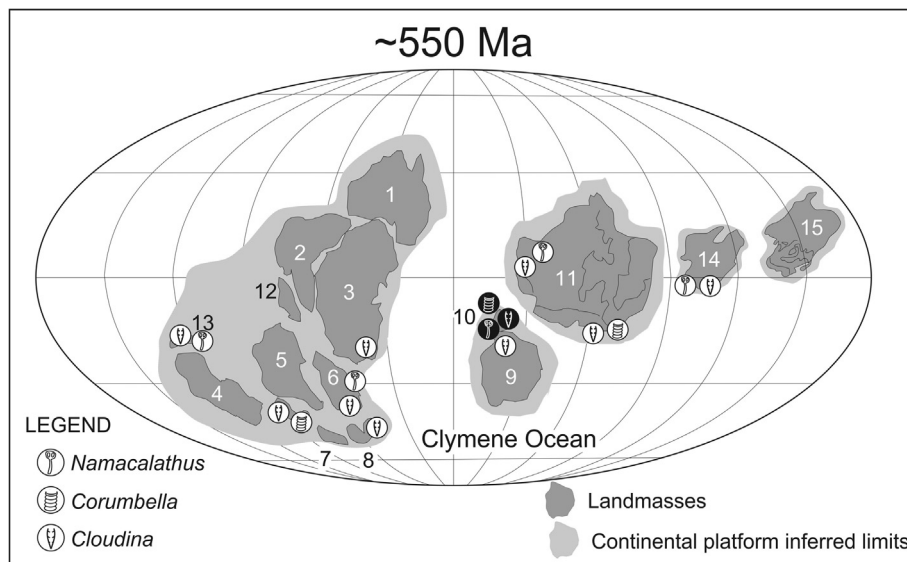 ~550 Ma
1
2
3
12
13
4
5
6
7
8
10
9
11
14
15
Clymene Ocean
LEGEND
Namacalathus
Corumbella
Cloudina
Landmasses
Continental platform inferred limits